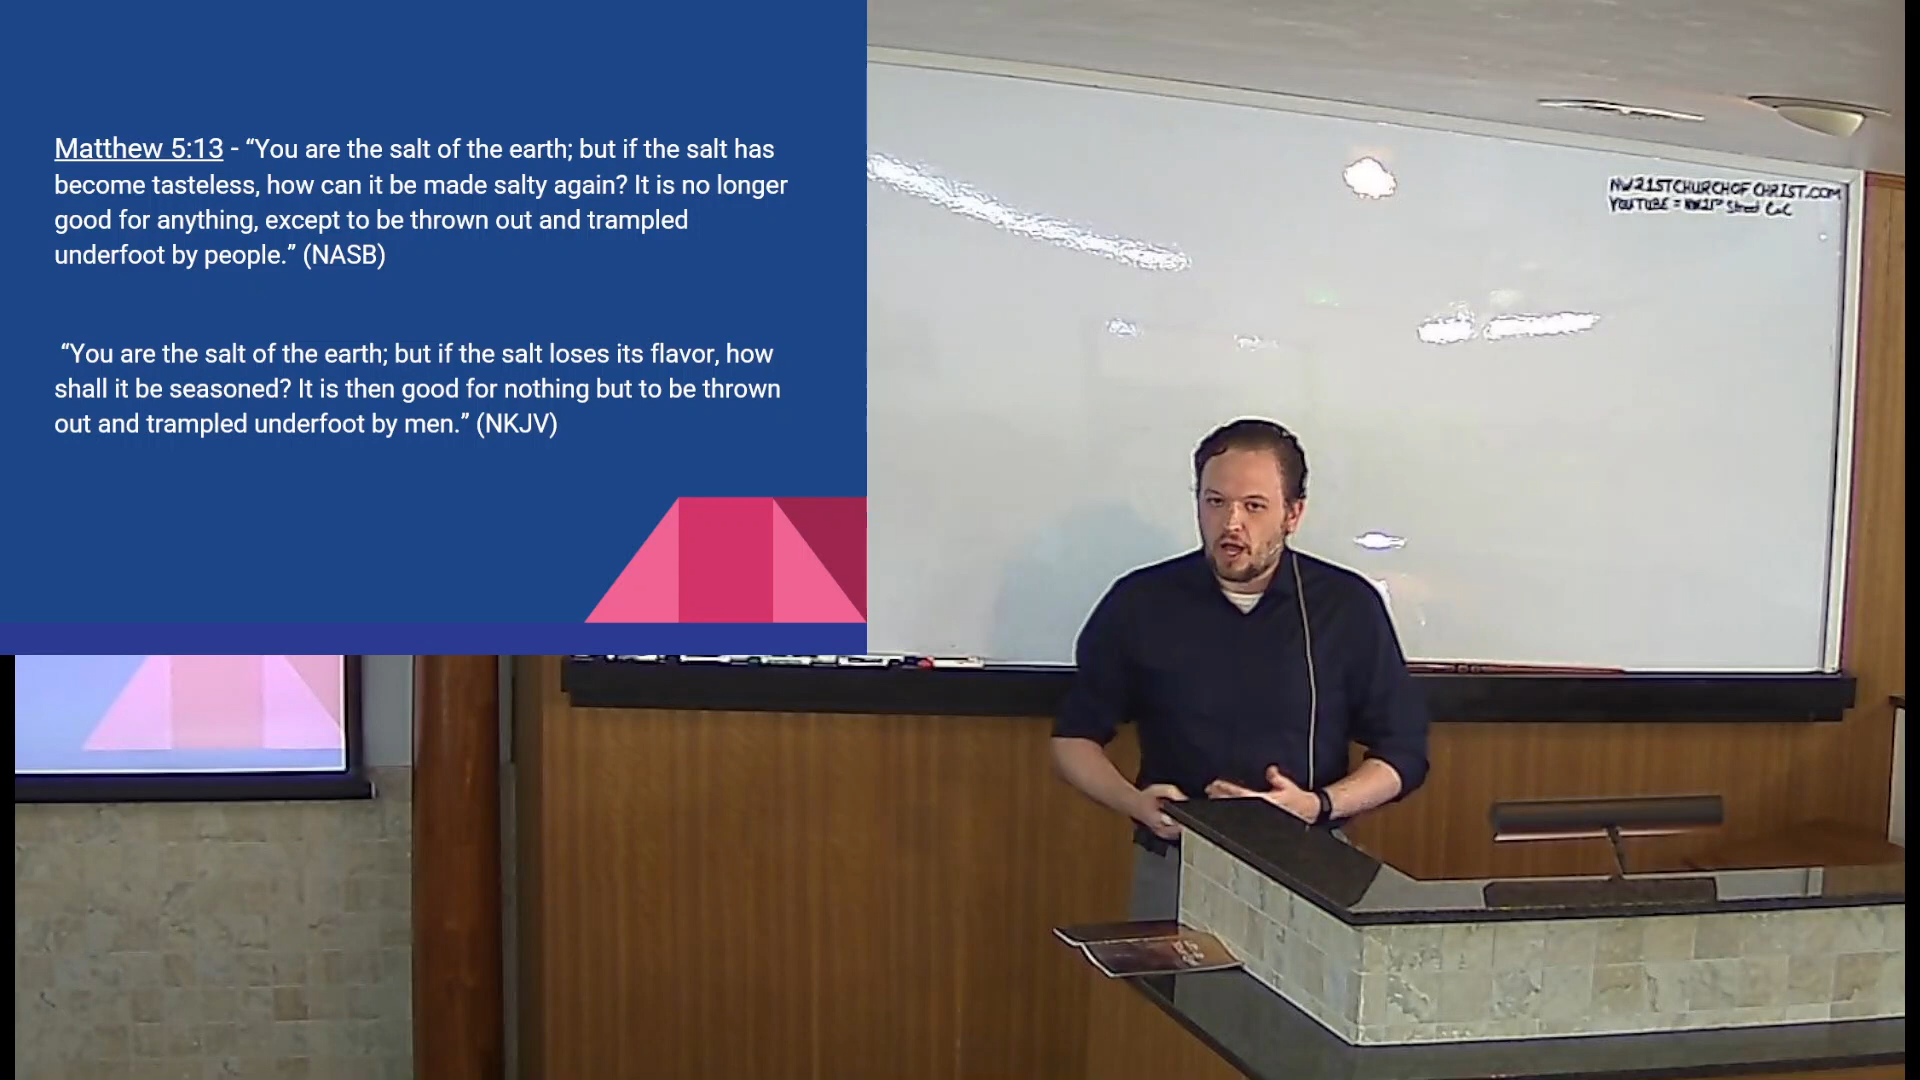 Matthew 5:13 - “You are the salt of the earth; but if the salt has
become tasteless, how can it be made salty again? It is no longer
good for anything, except to be thrown out and trampled
underfoot by people.” (NASB)
“You are the salt of the earth; but if the salt loses its flavor, how
shall it be seasoned? It is then good for nothing but to be thrown
out and trampled underfoot by men.” (NKJV)
NW21STCHURCHOFCHRIST.COM
YOUTUBE = NW21ST Street CoC